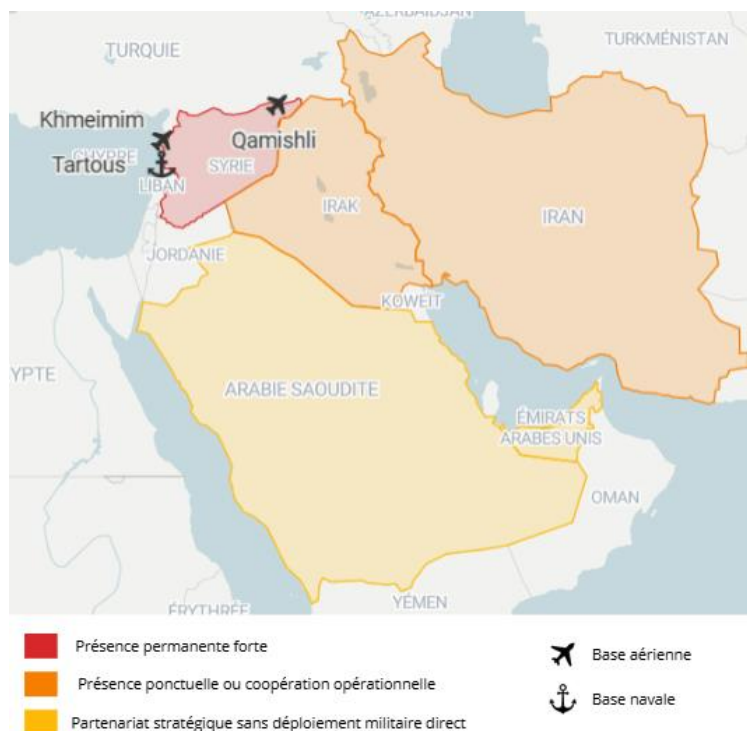 AZERBAÏDJAN
TURQUIE
TURKMÉNISTAN
Khmeimim
Qamishli
CHYPRE
Tartous
SYRIE
LIBAN
IRAK
IRAN
JORDANIE
KOWEIT
YPTE
ARABIE SAOUDITE
ÉMIRATS
ARABES UNIS
OMAN
ÉRYTHRÉE
YÉMEN
Présence permanente forte
Base aérienne
Présence ponctuelle ou coopération opérationnelle
Base navale
Partenariat stratégique sans déploiement militaire direct